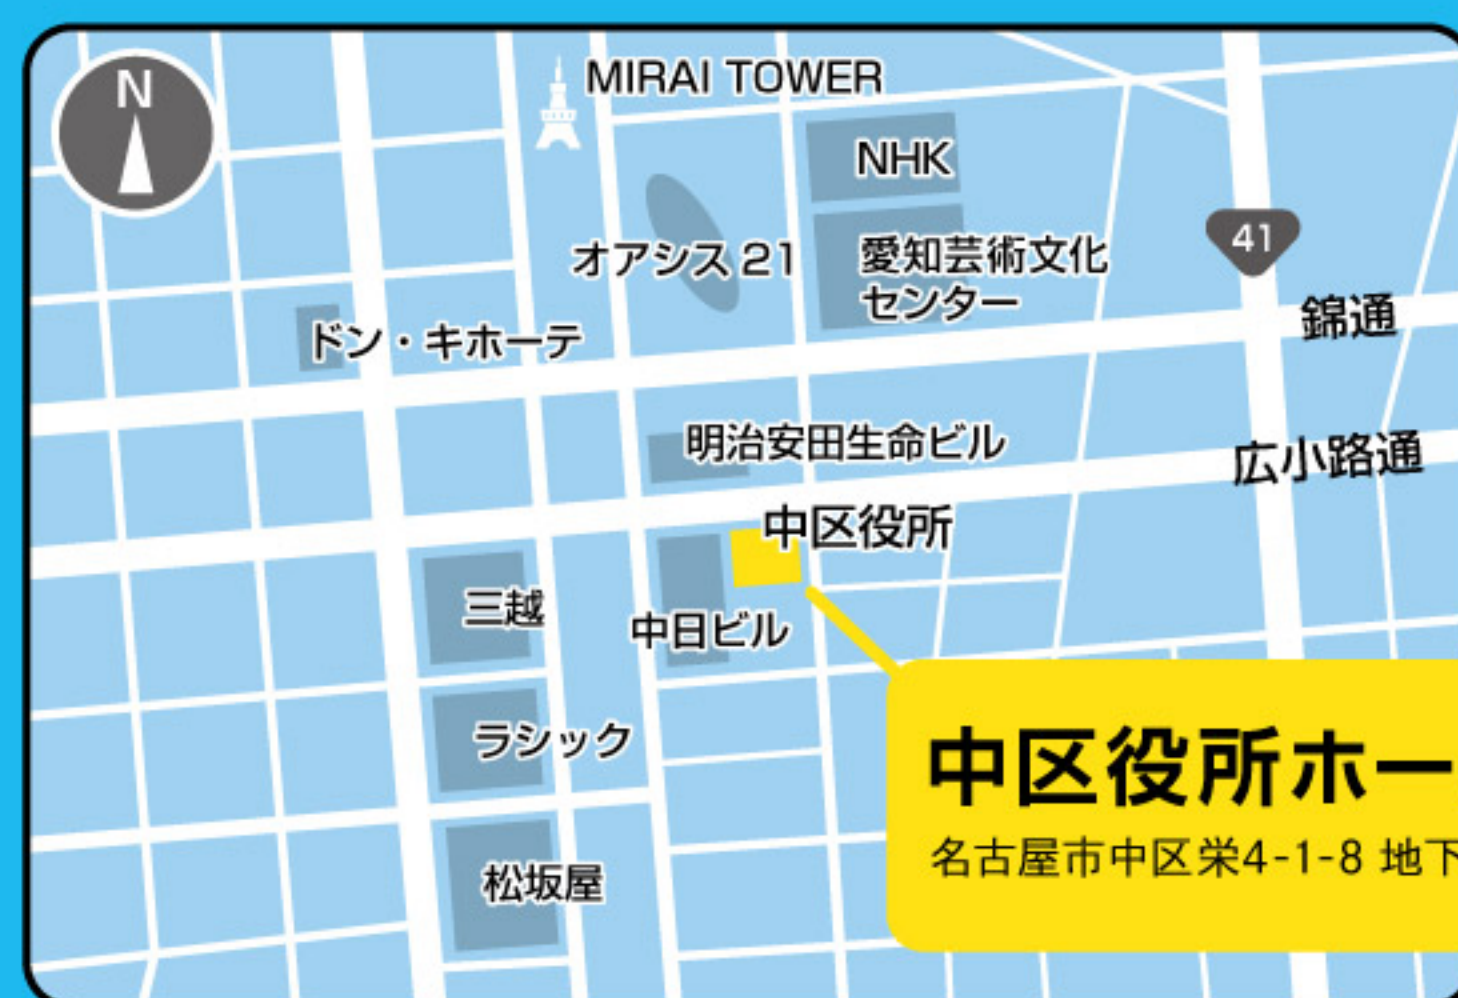 N
MIRAI TOWER
NHK
オアシス 21
愛知芸術文化
センター
41
錦通
ドン・キホーテ
明治安田生命ビル
広小路通
中区役所
三越
中日ビル
ラシック
中区役所ホー
名古屋市中区栄4-1-8 地下
松坂屋